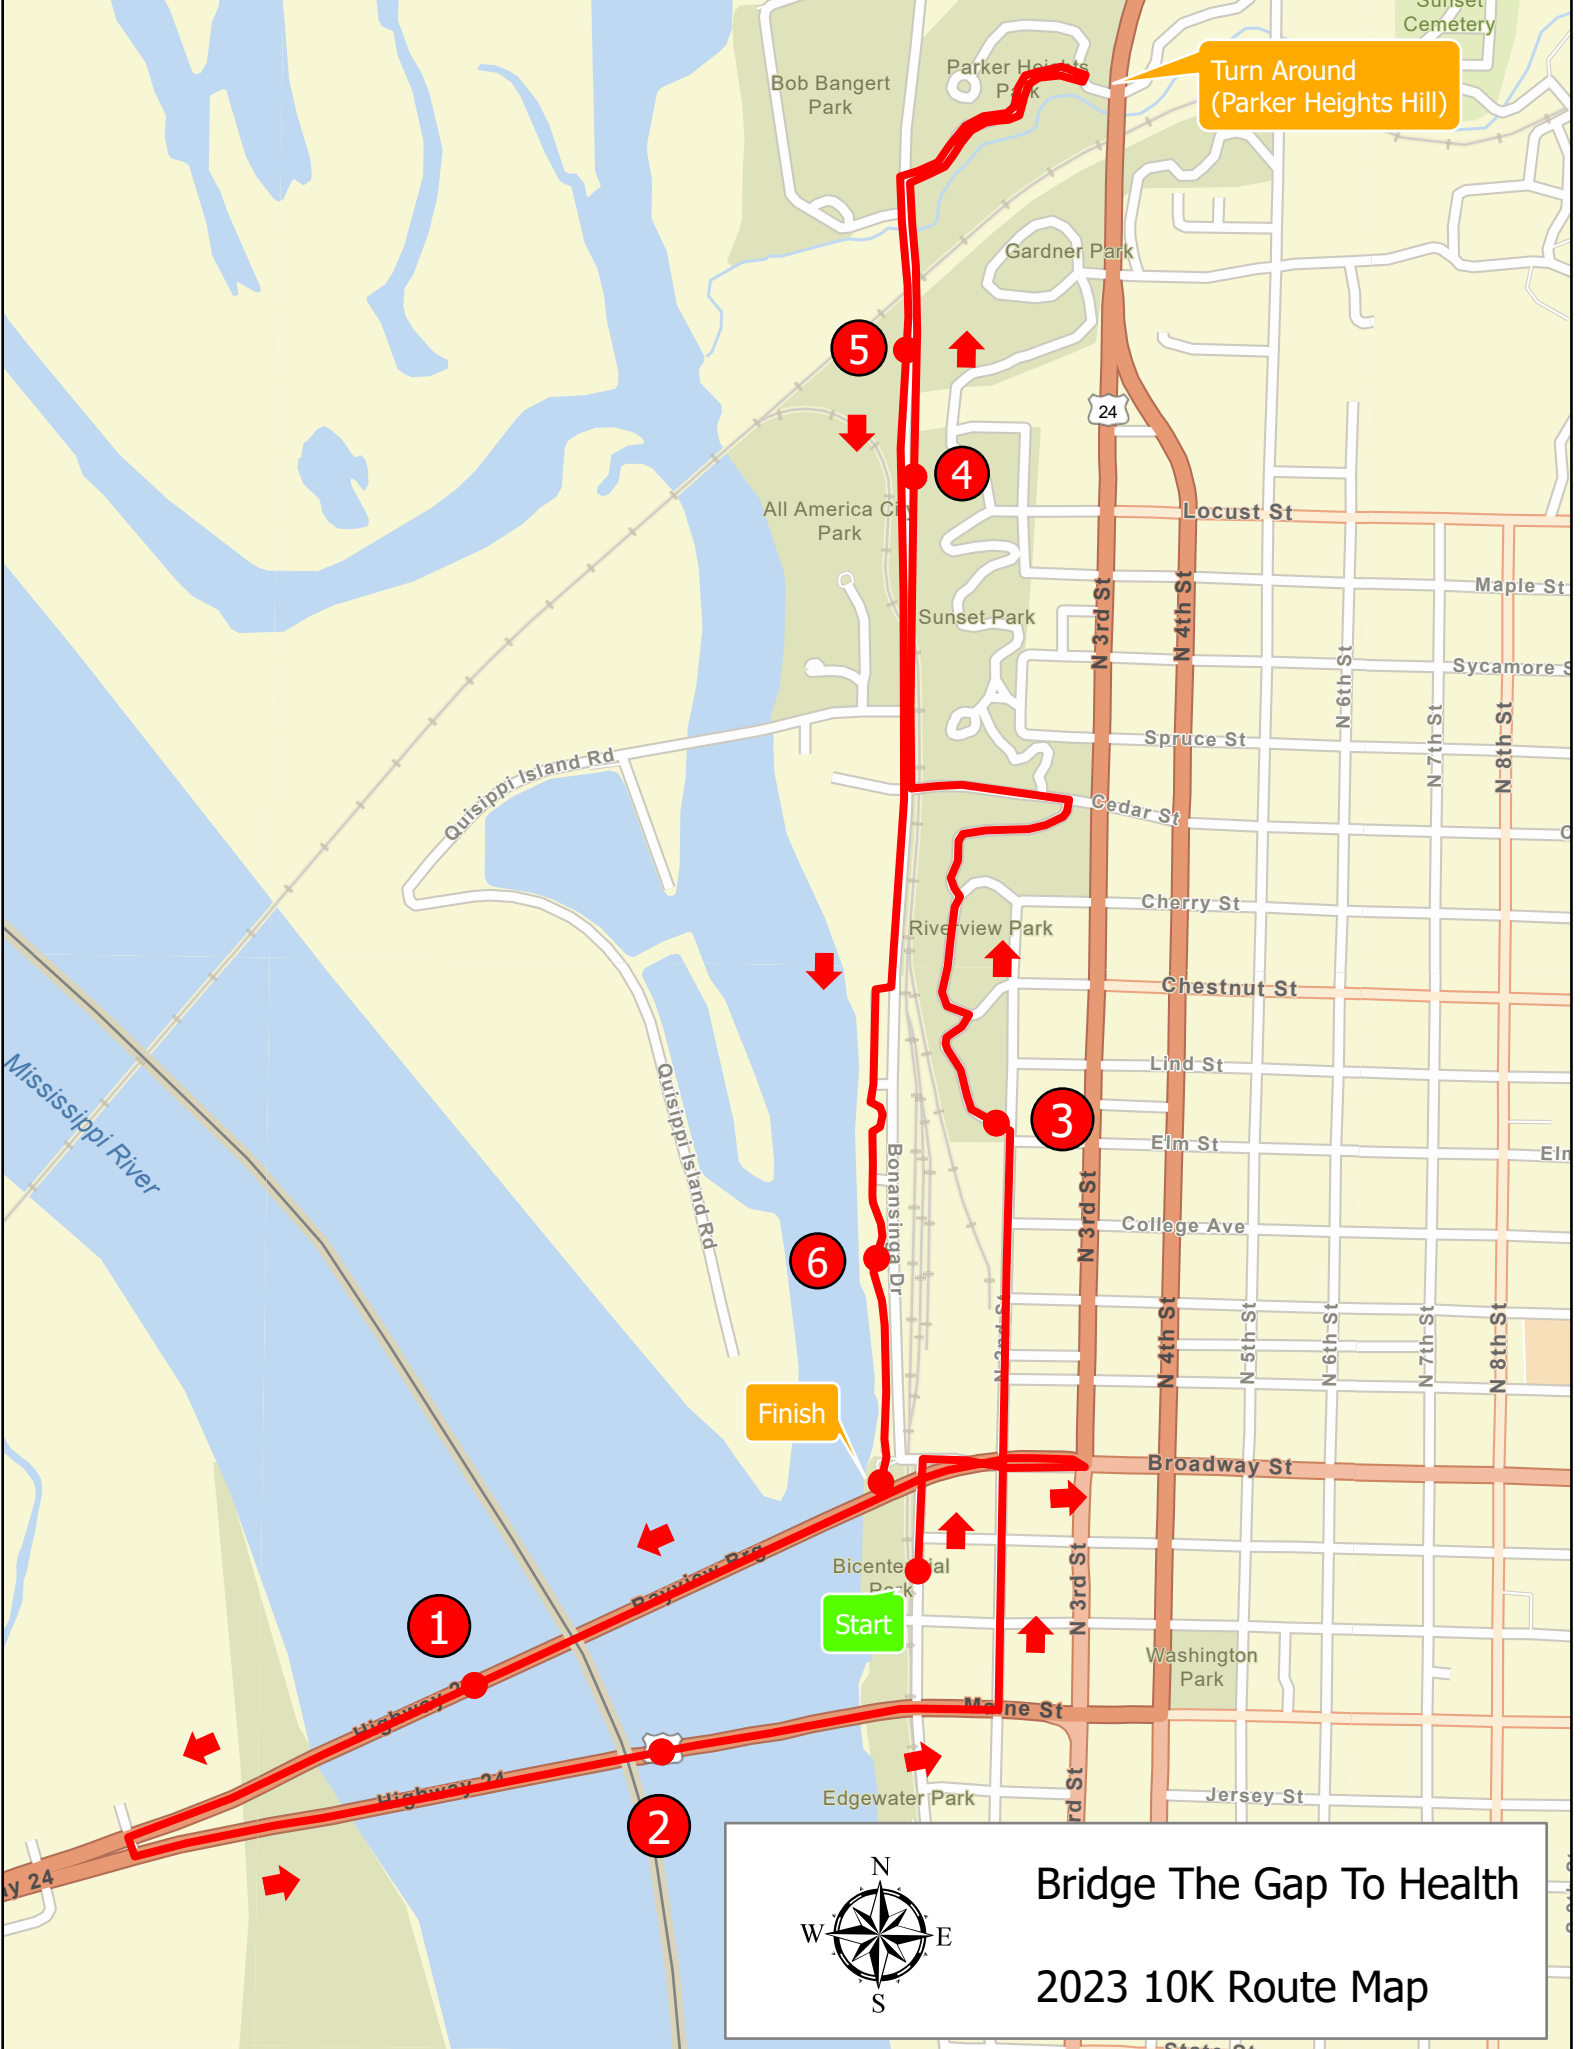 Sunset
Cemetery
Turn Around
(Parker Heights Hill)
Parker Heights
Park
Bob Bangert
Park
Gardner Park
5
24
4
All America City
Park
Locust St
Maple St
Sunset Park
N 3rd St
N 4th St
Sycamore S
N 6th St
N 7th St
N 8th St
Spruce St
Quisippi Island Rd
Cedar St
C
Cherry St
Riverview Park
Chestnut St
Mississippi River
Lind St
Quisippi Island Rd
3
Elm St
Elm
Bonansinga Dr
N 3rd St
College Ave
6
N 2nd St
N 4th St
N 5th St
N 6th St
N 7th St
N 8th St
Finish
Broadway St
Bayview Brg
Bicentennial
Park
N 3rd St
Start
1
Washington
Park
Highway 24
Maine St
Highway 24
Edgewater Park
Jersey St
rd St
2
ay 24
N
W E
S
Bridge The Gap To Health
2023 10K Route Map
State St